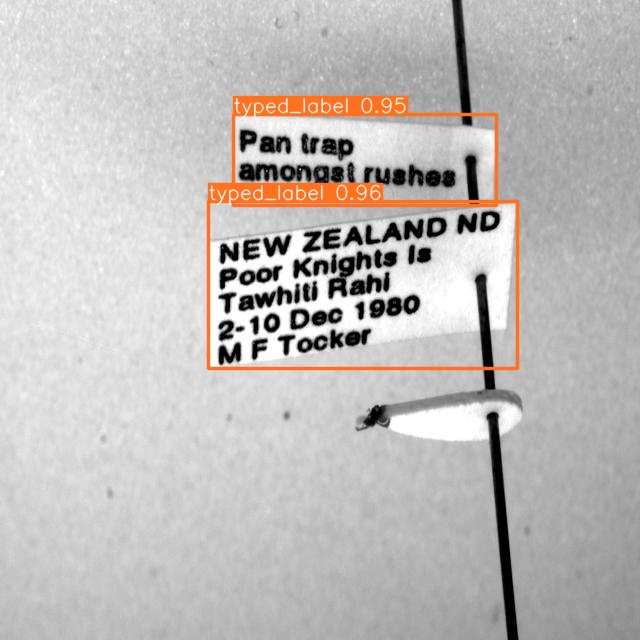 typed_label 0.95
Pan trap
amongst rushes
typed_label 0.96
NEW ZEALAND ND
Poor Knights Is
Tawhiti Rahi
2-10 Dec 1980
M F Tocker